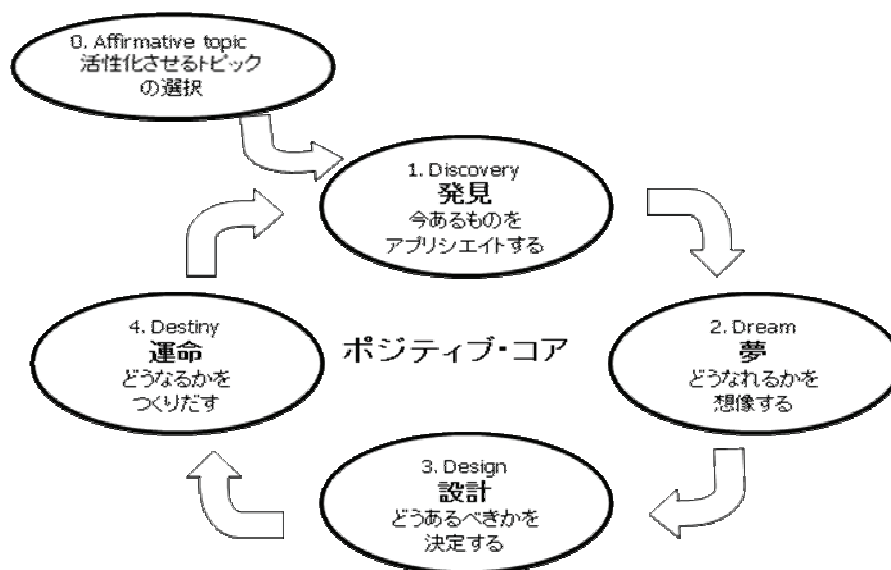 0. Affirmative topic
活性化させるトピック
の選択
1. Discovery
発見
今あるものを
アプリシエイトする
2. Dream
夢
どうなれるかを
想像する
ポジティブ・コア
3. Design
設計
どうあるべきかを
決定する
4. Destiny
運命
どうなるかを
つくりだす